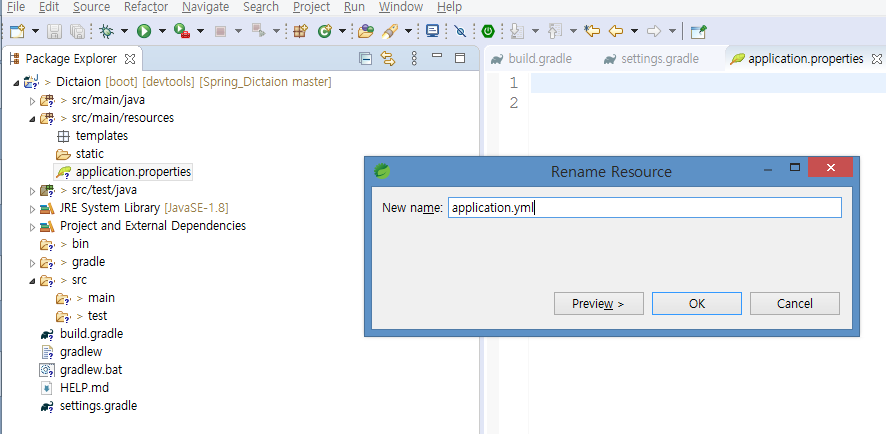 File Edit Source Refactor Navigate Search Project Run Window Help
Package Explorer
build.gradle settings.gradle application.properties
> Dictaion [boot] [devtools] [Spring_Dictaion master]
> src/main/java
> src/main/resources
templates
static
application.properties
> src/test/java
JRE System Library [JavaSE-1.8]
Project and External Dependencies
> bin
> gradle
> src
> main
> test
build.gradle
gradlew
gradlew.bat
HELP.md
settings.gradle
1
2
Rename Resource
New name: application.yml
Preview > OK Cancel